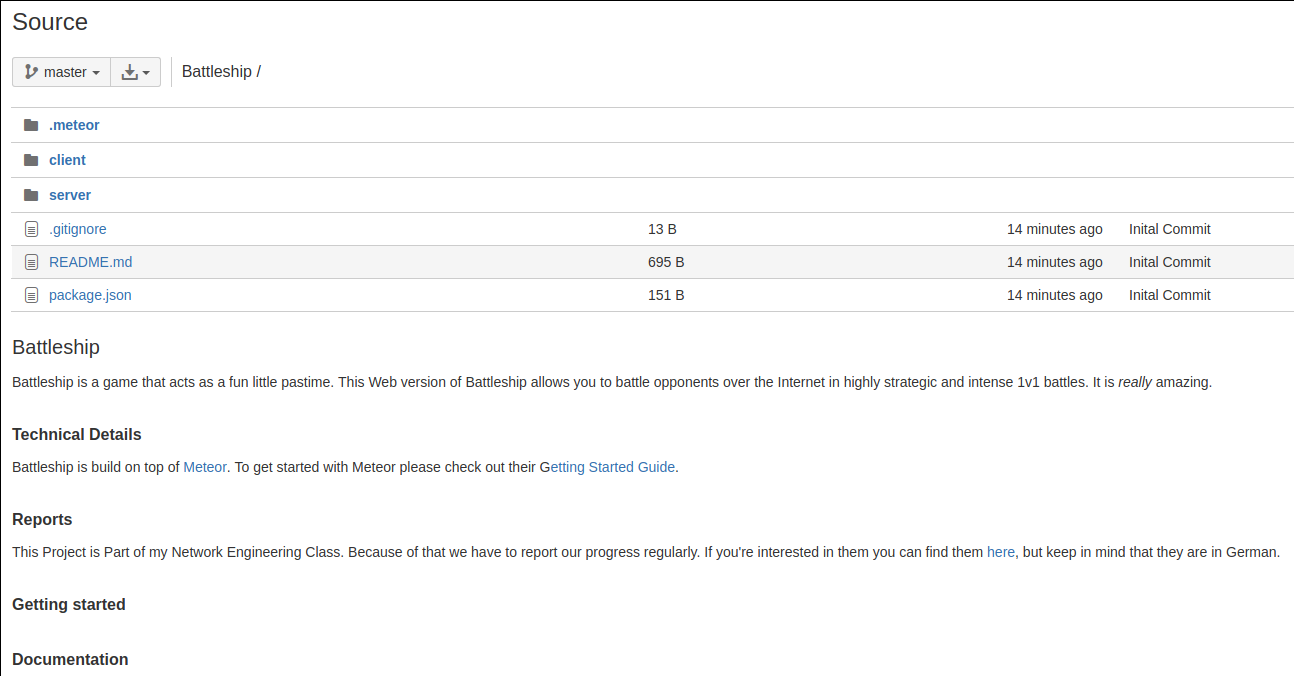 Source
master Battleship /
.meteor
client
server
.gitignore 13 B 14 minutes ago Inital Commit
README.md 695 B 14 minutes ago Inital Commit
package.json 151 B 14 minutes ago Inital Commit
Battleship
Battleship is a game that acts as a fun little pastime. This Web version of Battleship allows you to battle opponents over the Internet in highly strategic and intense 1v1 battles. It is really amazing.
Technical Details
Battleship is build on top of Meteor. To get started with Meteor please check out their Getting Started Guide.
Reports
This Project is Part of my Network Engineering Class. Because of that we have to report our progress regularly. If you're interested in them you can find them here, but keep in mind that they are in German.
Getting started
Documentation